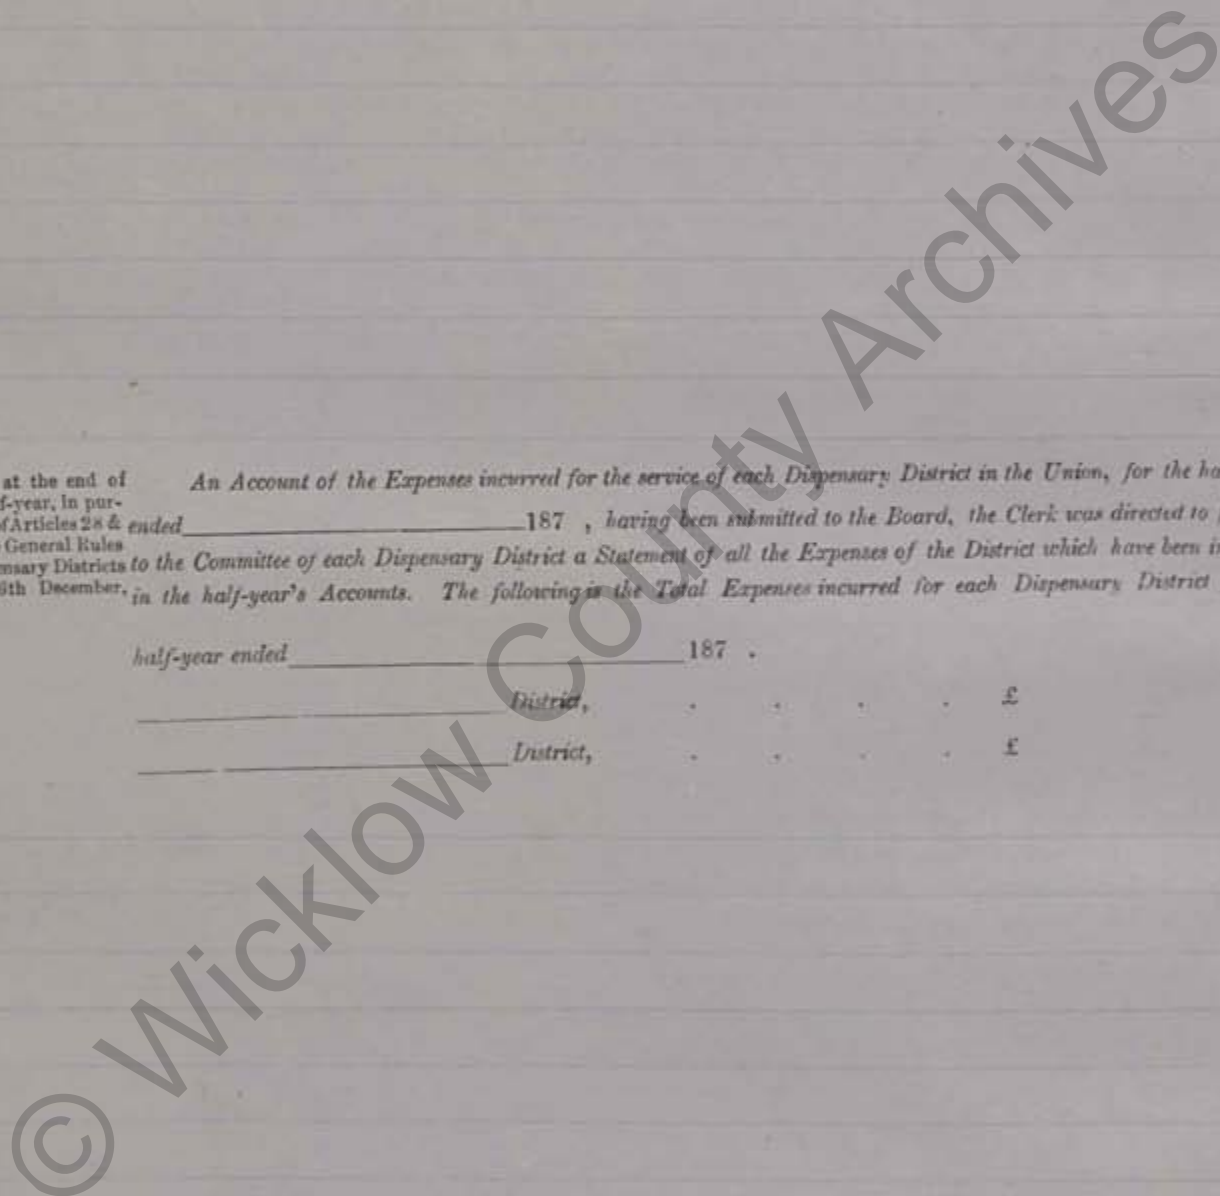 at the end of
f-year, in pur-
f Articles 28 &
General Rules
nsary Districts
6th December,
An Account of the Expenses incurred for the service of each Dispensary District in the Union, for the ha
ended 187 , having been submitted to the Board, the Clerk was directed to
to the Committee of each Dispensary District a Statement of all the Expenses of the District which have been in
in the half-year's Accounts. The following is the Total Expenses incurred for each Dispensary District
half-year ended 187 .
District, . . . . £
District, . . . . £
© Wicklow County Archives